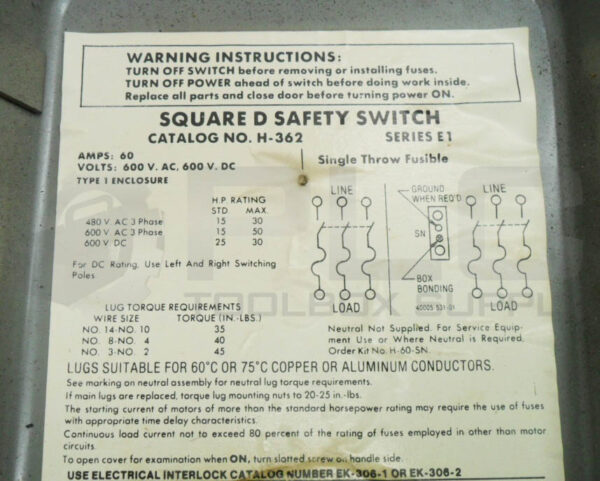 WARNING INSTRUCTIONS:
TURN OFF SWITCH before removing or installing fuses.
TURN OFF POWER ahead of switch before doing work inside.
Replace all parts and close door before turning power ON.
SQUARE D SAFETY SWITCH
CATALOG NO. H-362 SERIES E1
AMPS: 60
VOLTS: 600 V. AC, 600 V. DC
TYPE 1 ENCLOSURE
Single Throw Fusible
H.P. RATING
STD MAX.
480 V. AC 3 Phase 15 30
600 V. AC 3 Phase 15 50
600 V. DC 25 30
For DC Rating, Use Left And Right Switching
Poles.
LINE
LOAD
GROUND
WHEN REQ'D
SN
BOX
BONDING
40005 531-01
LINE
LOAD
LUG TORQUE REQUIREMENTS
WIRE SIZE TORQUE (IN.-LBS.)
NO. 14-NO. 10 35
NO. 8-NO. 4 40
NO. 3-NO. 2 45
Neutral Not Supplied. For Service Equip-
ment Use or Where Neutral is Required.
Order Kit No. H-60-SN.
LUGS SUITABLE FOR 60°C OR 75°C COPPER OR ALUMINUM CONDUCTORS.
See marking on neutral assembly for neutral lug torque requirements.
If main lugs are replaced, torque lug mounting nuts to 20-25 in.-lbs.
The starting current of motors of more than the standard horsepower rating may require the use of fuses
with appropriate time delay characteristics.
Continuous load current not to exceed 80 percent of the rating of fuses employed in other than motor
circuits.
To open cover for examination when ON, turn slotted screw on handle side.
USE ELECTRICAL INTERLOCK CATALOG NUMBER EK-306-1 OR EK-306-2
PLC
TOOLBOX SUPPLY